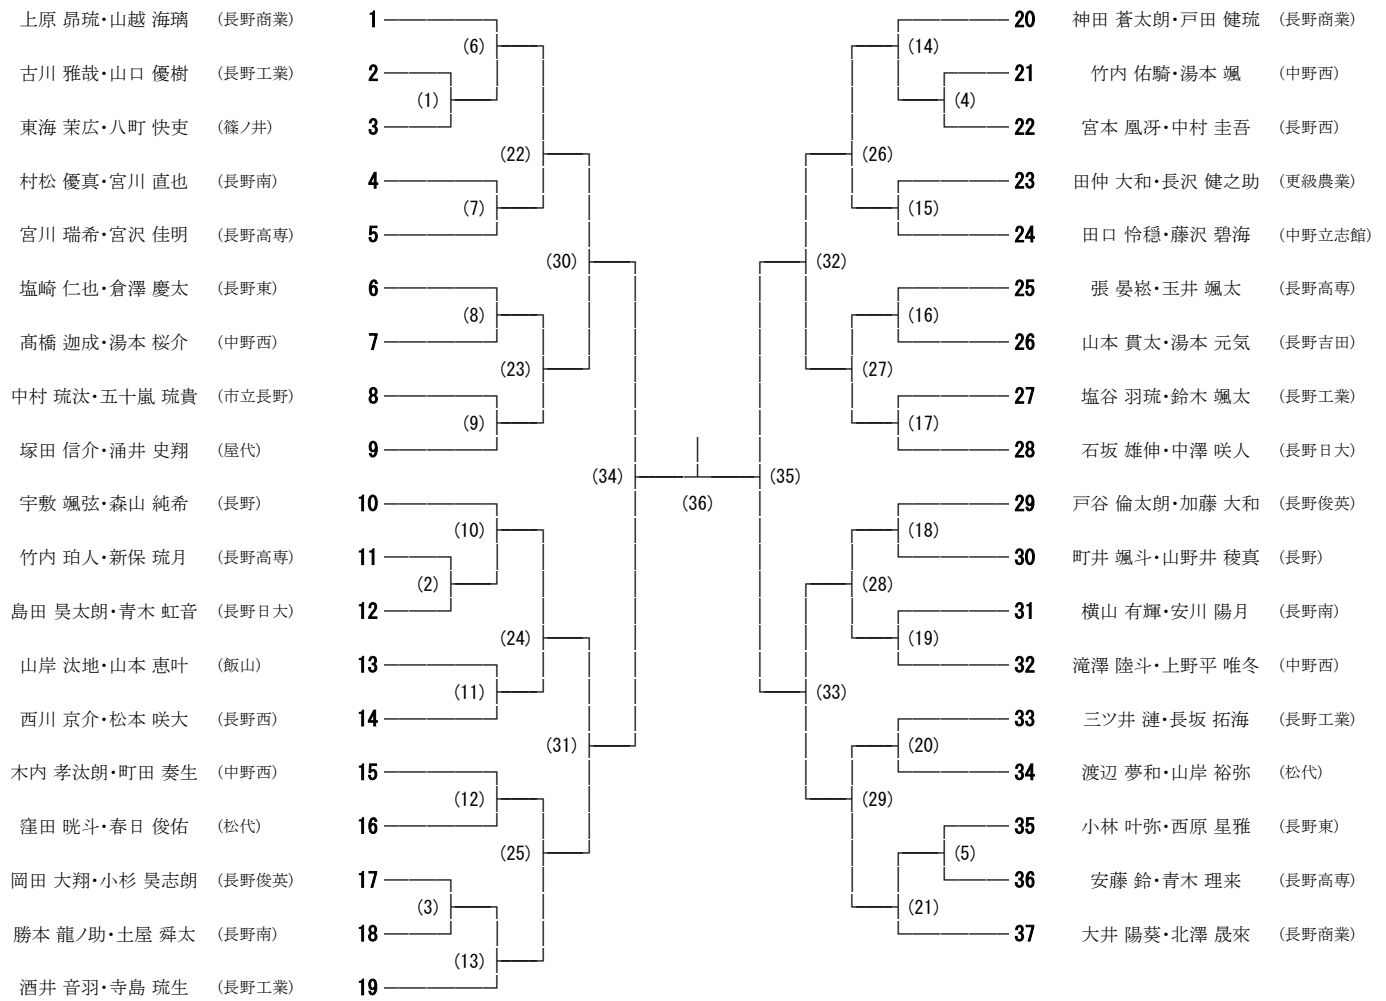 上原 昴琉・山越 海璃 (長野商業) 1
古川 雅哉・山口 優樹 (長野工業) 2
東海 茉広・八町 快吏 (篠ノ井) 3
村松 優真・宮川 直也 (長野南) 4
宮川 瑞希・宮沢 佳明 (長野高専) 5
塩崎 仁也・倉澤 慶太 (長野東) 6
髙橋 迦成・湯本 桜介 (中野西) 7
中村 琉汰・五十嵐 琉貴 (市立長野) 8
塚田 信介・涌井 史翔 (屋代) 9
宇敷 颯弦・森山 純希 (長野) 10
竹内 珀人・新保 琉月 (長野高専) 11
島田 昊太朗・青木 虹音 (長野日大) 12
山岸 汰地・山本 恵叶 (飯山) 13
西川 京介・松本 咲大 (長野西) 14
木内 孝汰朗・町田 奏生 (中野西) 15
窪田 晄斗・春日 俊佑 (松代) 16
岡田 大翔・小杉 昊志朗 (長野俊英) 17
勝本 龍ノ助・土屋 舜太 (長野南) 18
酒井 音羽・寺島 琉生 (長野工業) 19
(1)
(2)
(3)
(6)
(7)
(8)
(9)
(10)
(11)
(12)
(13)
(22)
(23)
(24)
(25)
(30)
(31)
(34)
(36)
(35)
(32)
(33)
(26)
(27)
(28)
(29)
(14)
(15)
(16)
(17)
(18)
(19)
(20)
(21)
(4)
(5)
20 神田 蒼太朗・戸田 健琉 (長野商業)
21 竹内 佑騎・湯本 颯 (中野西)
22 宮本 凰冴・中村 圭吾 (長野西)
23 田仲 大和・長沢 健之助 (更級農業)
24 田口 怜穏・藤沢 碧海 (中野立志館)
25 張 晏崧・玉井 颯太 (長野高専)
26 山本 貫太・湯本 元気 (長野吉田)
27 塩谷 羽琉・鈴木 颯太 (長野工業)
28 石坂 雄伸・中澤 咲人 (長野日大)
29 戸谷 倫太朗・加藤 大和 (長野俊英)
30 町井 颯斗・山野井 稜真 (長野)
31 横山 有輝・安川 陽月 (長野南)
32 滝澤 陸斗・上野平 唯冬 (中野西)
33 三ツ井 漣・長坂 拓海 (長野工業)
34 渡辺 夢和・山岸 裕弥 (松代)
35 小林 叶弥・西原 星雅 (長野東)
36 安藤 鈴・青木 理来 (長野高専)
37 大井 陽葵・北澤 晟來 (長野商業)